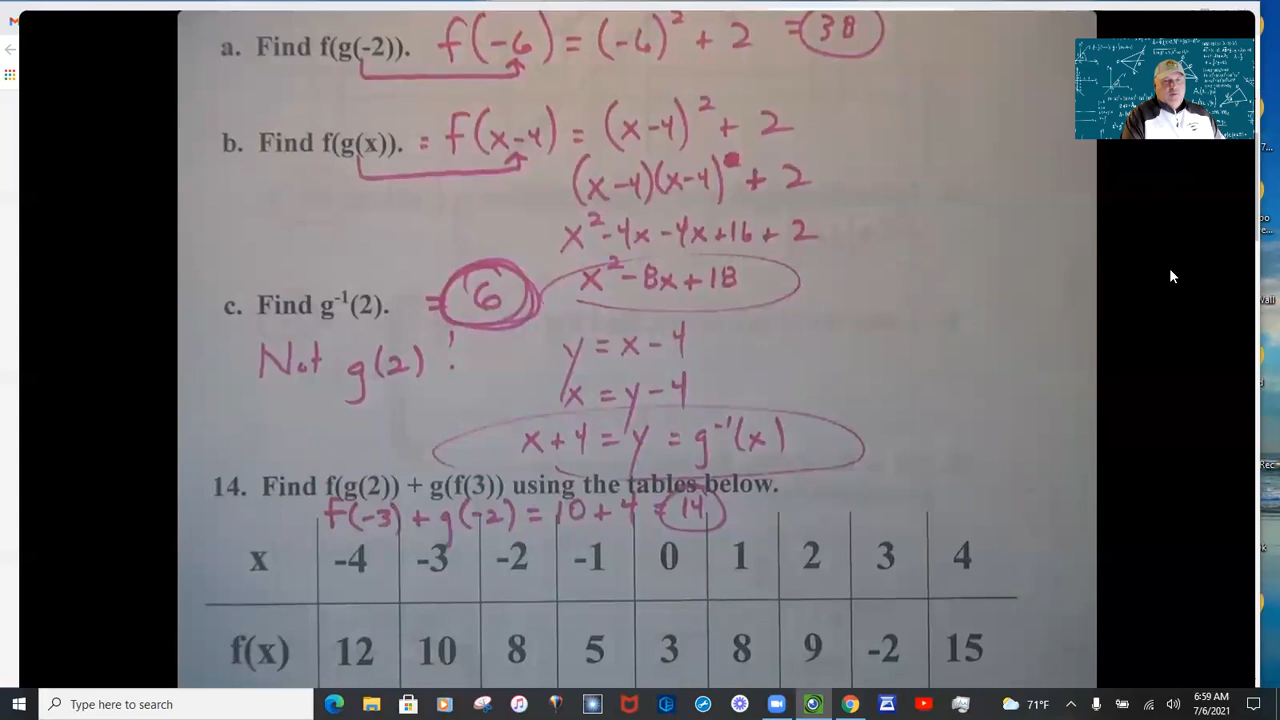 a. Find f(g(-2)). f(-6) = (-6)² + 2 = 38
b. Find f(g(x)). = f(x-4) = (x-4)² + 2
(x-4)(x-4) + 2
x² - 4x - 4x + 16 + 2
x² - 8x + 18
c. Find g⁻¹(2). = 6
Not g(2)!
y = x - 4
x = y - 4
x + 4 = y = g⁻¹(x)
14. Find f(g(2)) + g(f(3)) using the tables below.
f(-3) + g(-2) = 10 + 4 = 14
x -4 -3 -2 -1 0 1 2 3 4
f(x) 12 10 8 5 3 8 9 -2 15
Type here to search
71°F
6:59 AM
7/6/2021